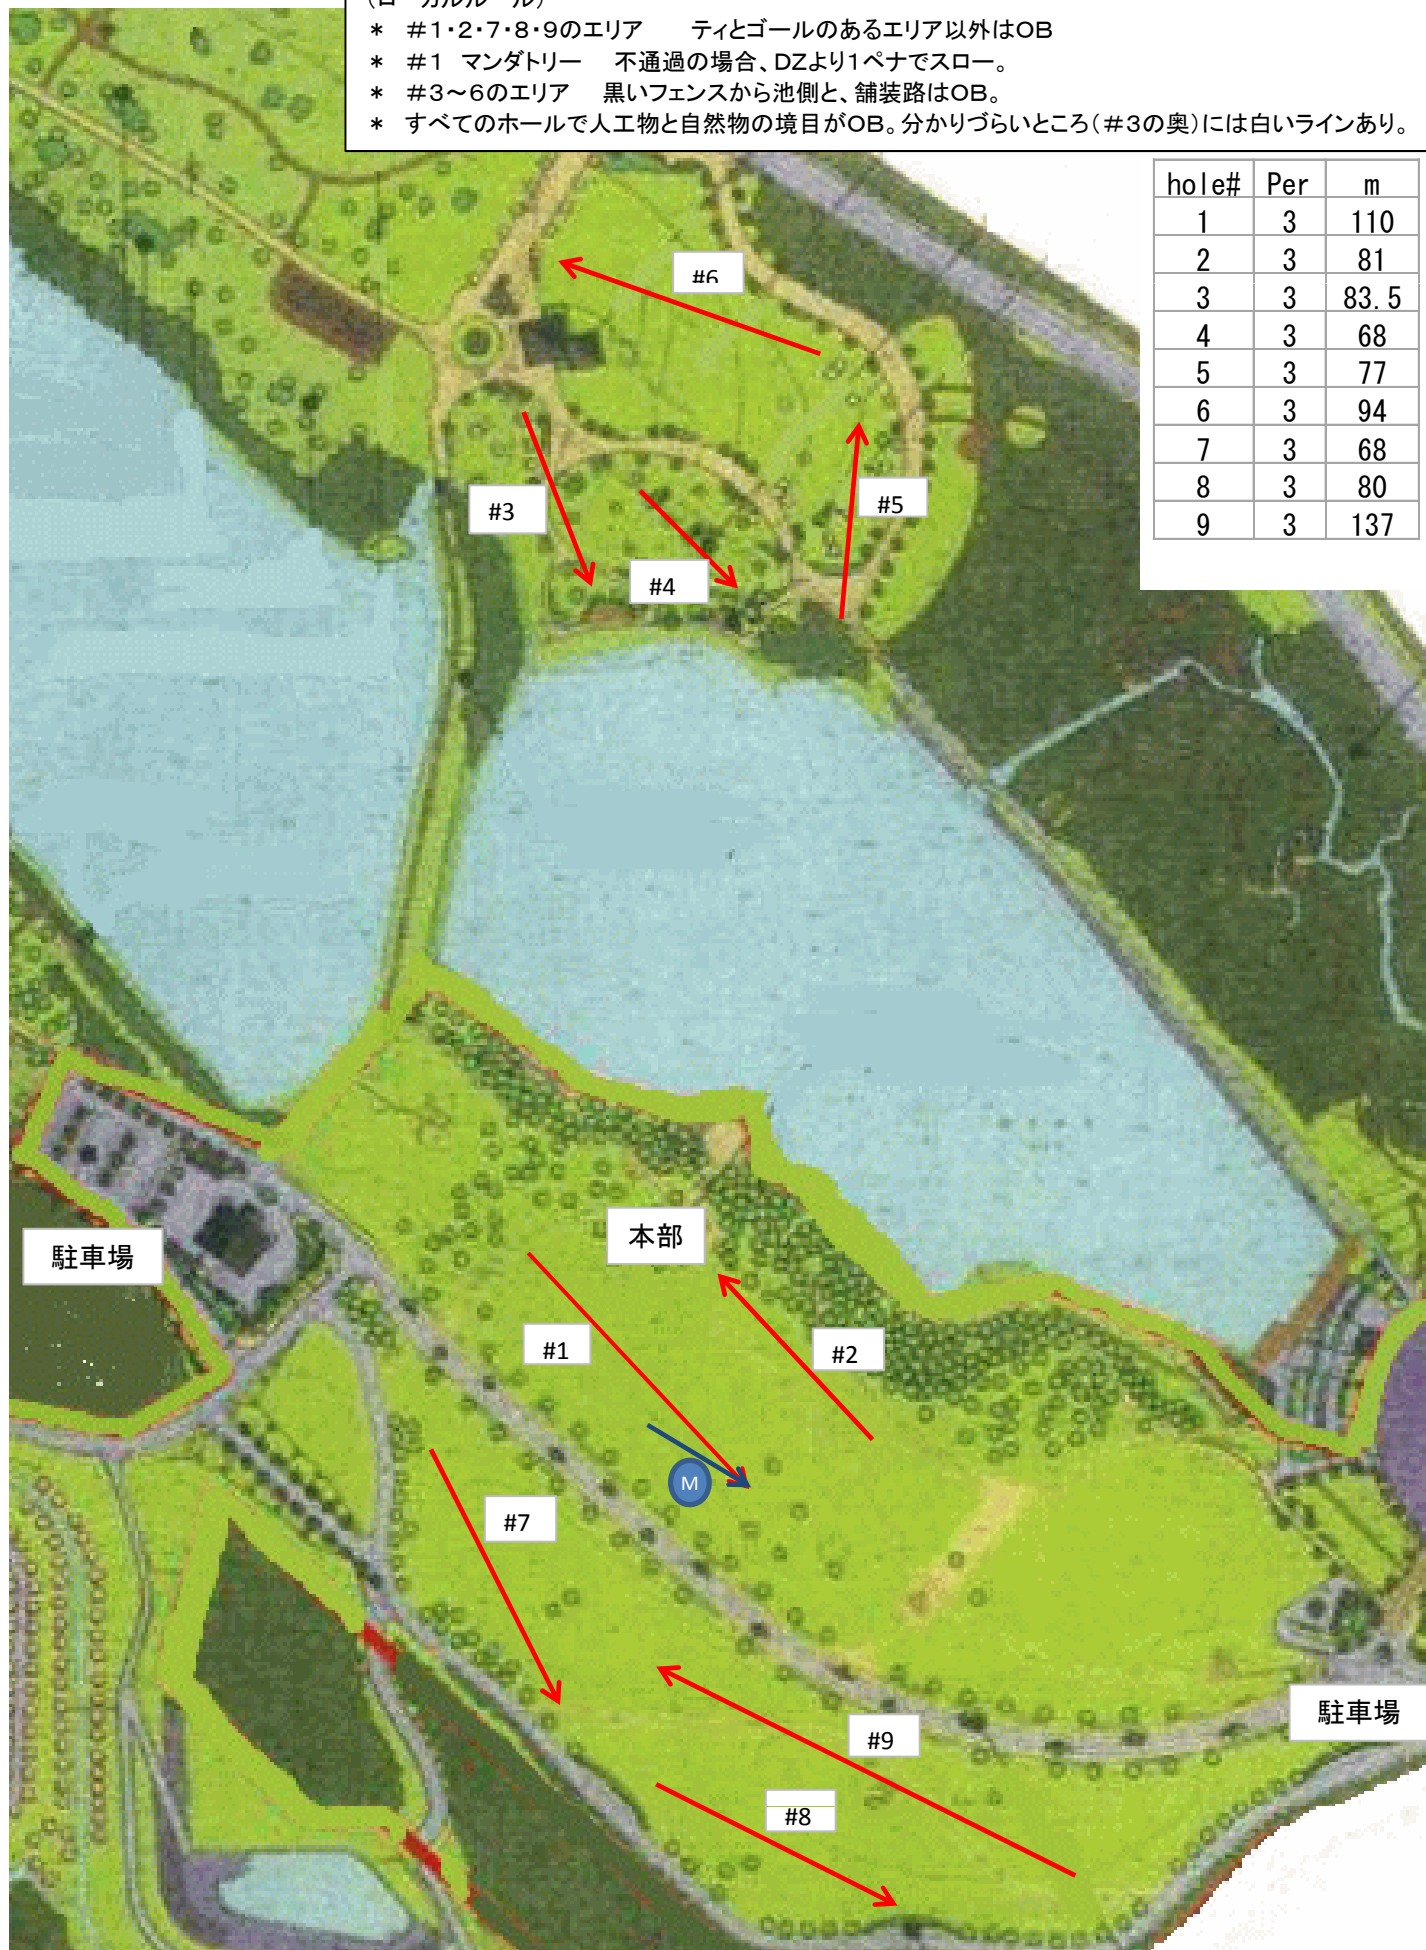 (ローカルルール)
* #1・2・7・8・9のエリア ティとゴールのあるエリア以外はOB
* #1 マンダトリー 不通過の場合、DZより1ペナでスロー。
* #3~6のエリア 黒いフェンスから池側と、舗装路はOB。
* すべてのホールで人工物と自然物の境目がOB。分かりづらいところ(#3の奥)には白いラインあり。
hole# Per m
1 3 110
2 3 81
3 3 83.5
4 3 68
5 3 77
6 3 94
7 3 68
8 3 80
9 3 137
#6
#3
#5
#4
本部
駐車場
#1
#2
M
#7
駐車場
#9
#8